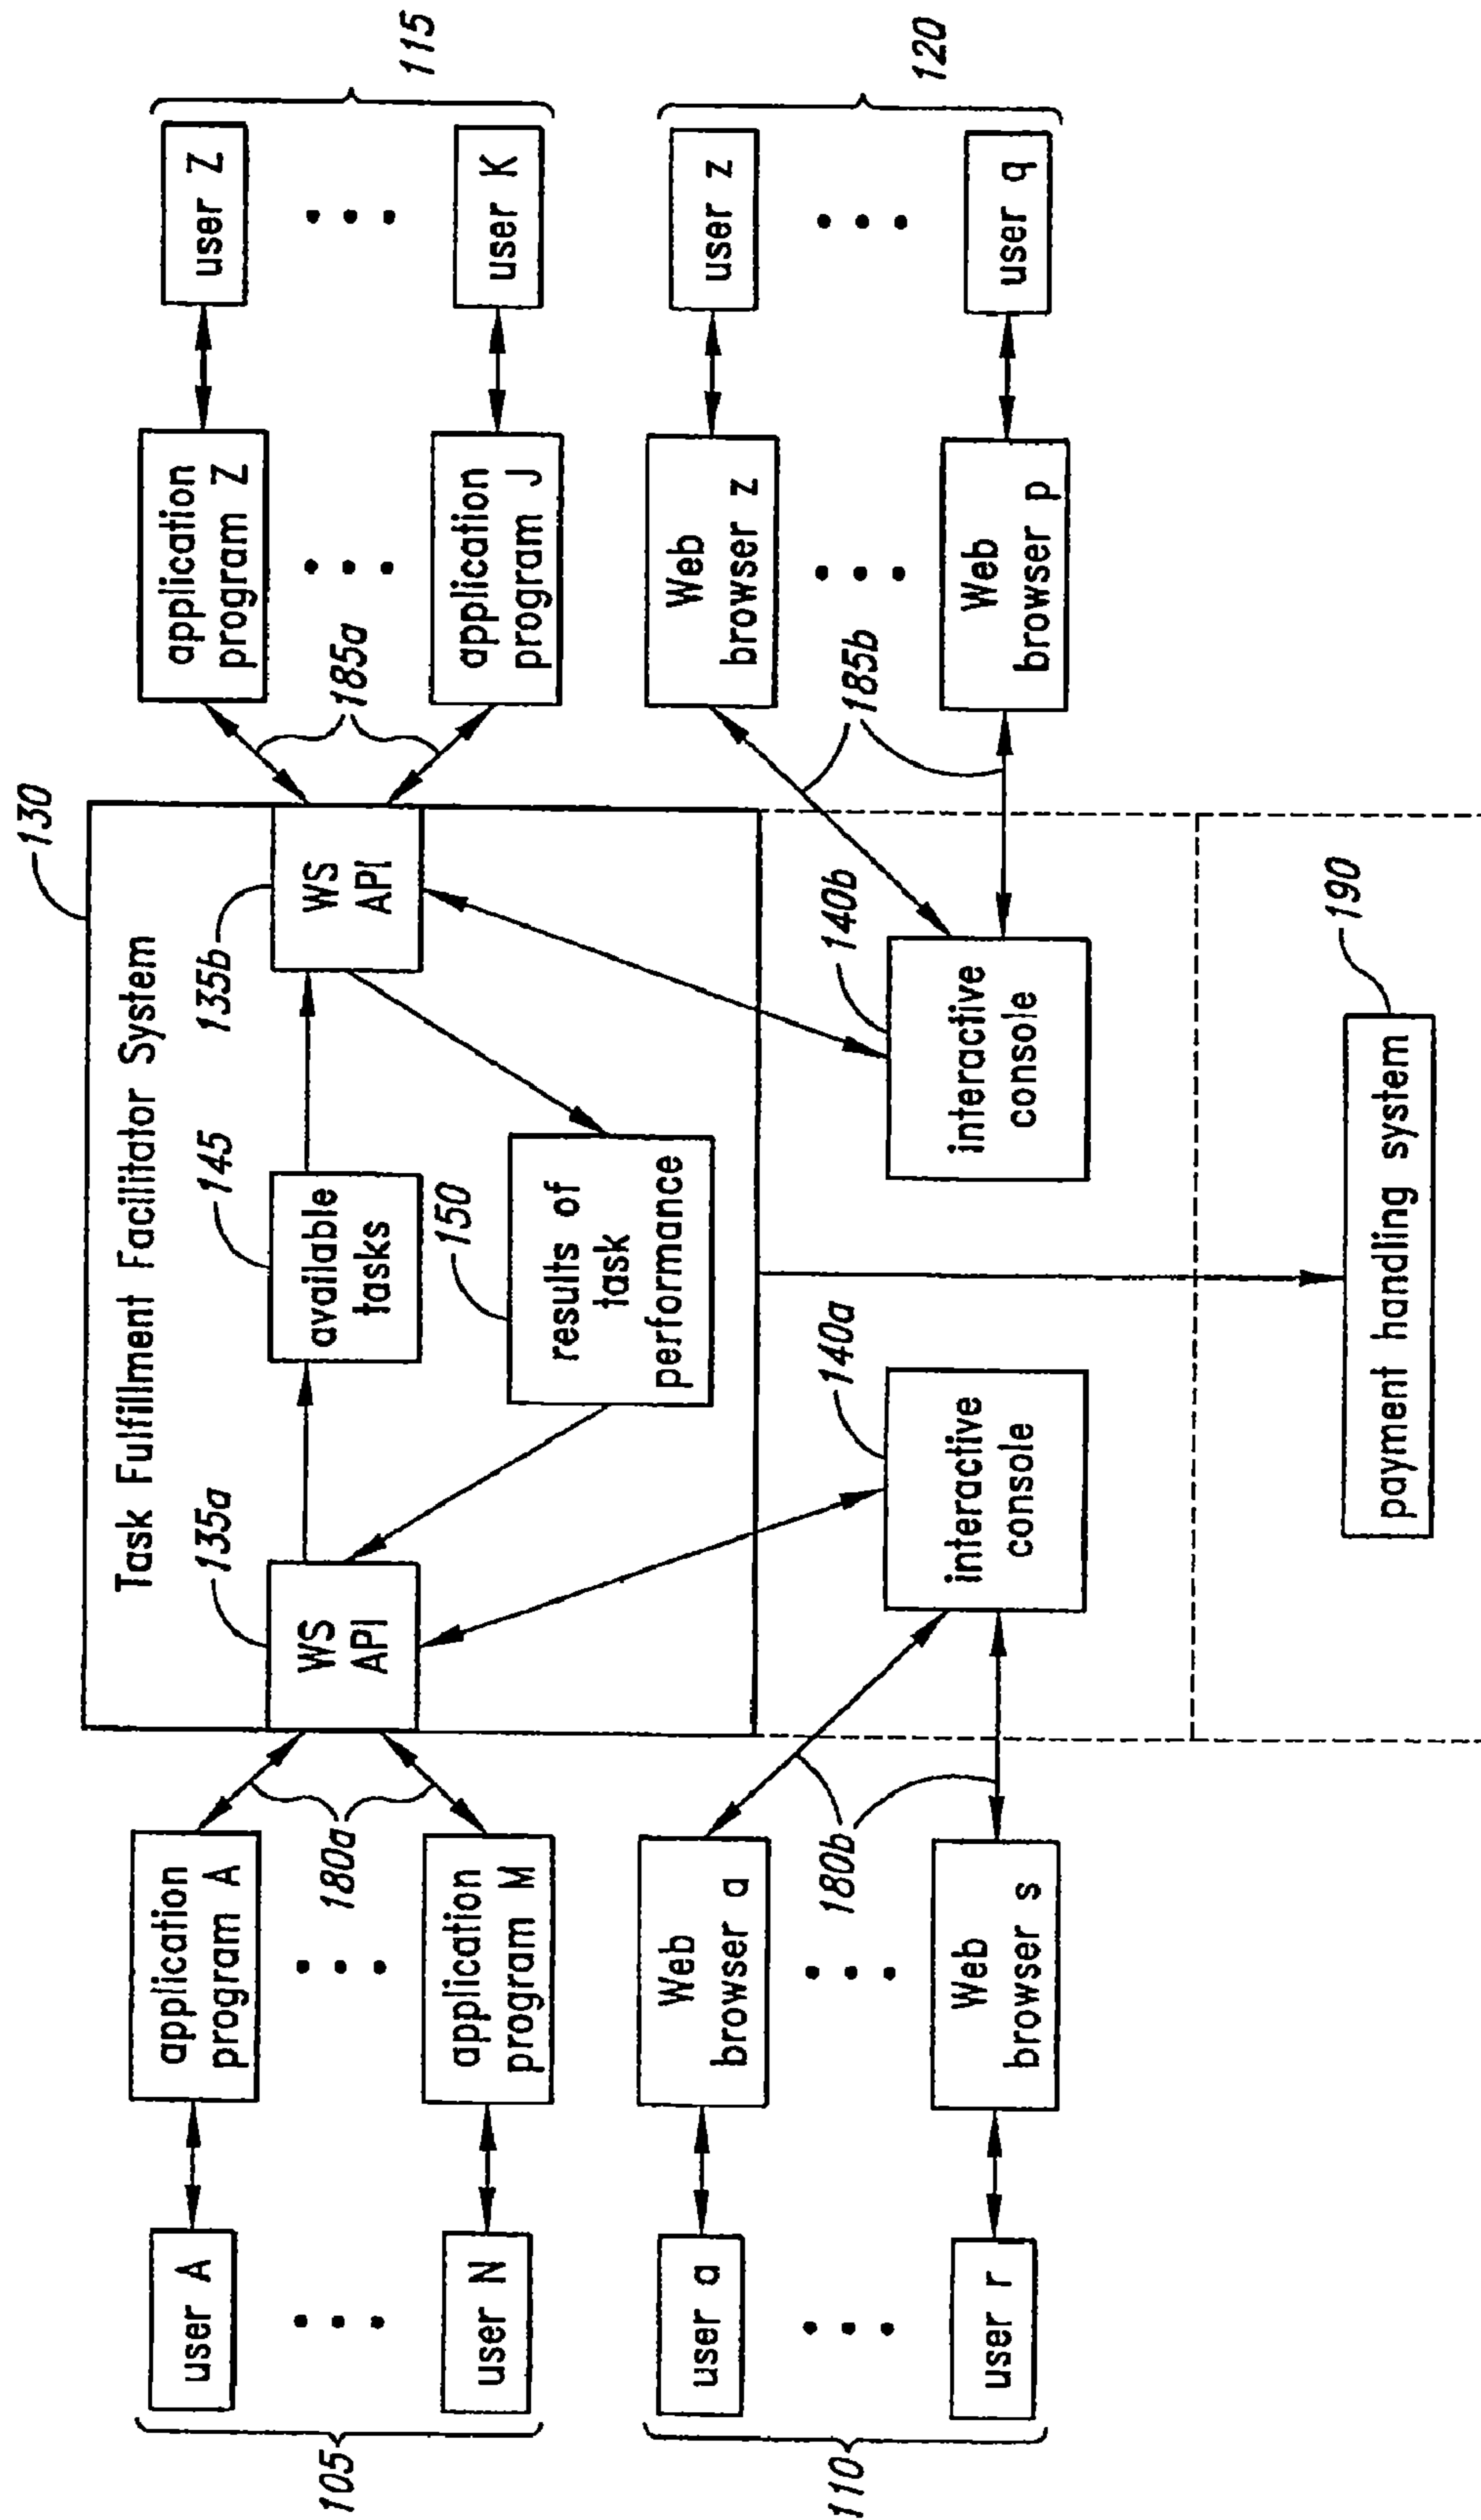 130
Task Fulfillment Facilitator System
105
user A
user N
application
program A
application
program M
180a
135a
WS
API
145
available
tasks
150
results of
task
performance
135b
WS
API
185a
application
program Z
application
program J
user Z
user K
115
110
user a
user r
Web
browser a
Web
browser s
180b
140a
interactive
console
140b
interactive
console
185b
Web
browser z
Web
browser p
user z
user q
120
190
payment handling system